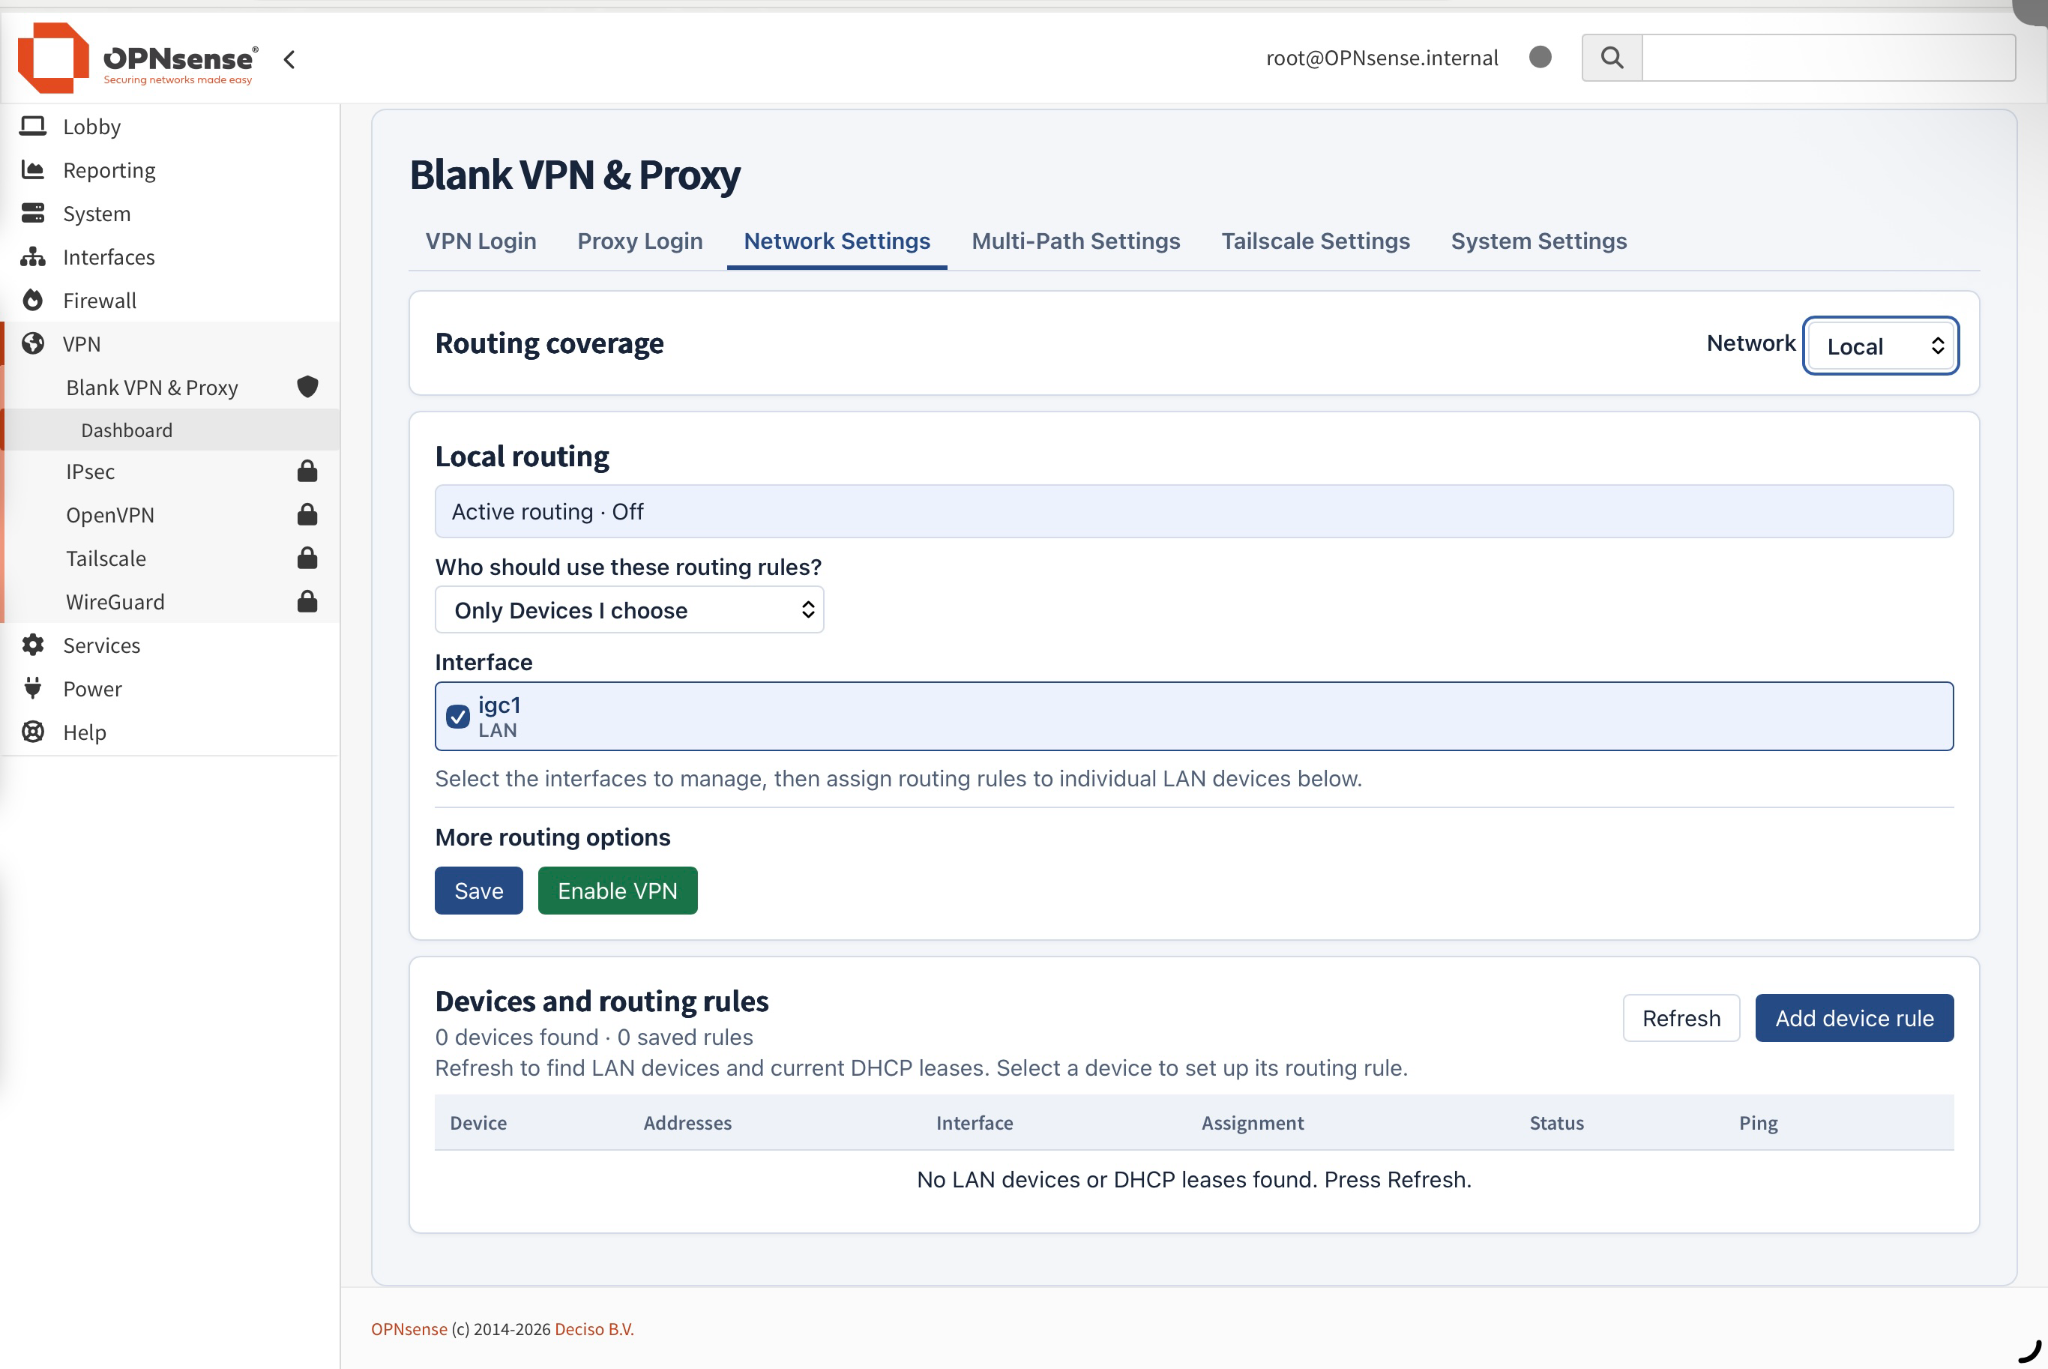 OPNsense®
Securing networks made easy
root@OPNsense.internal
Lobby
Reporting
System
Interfaces
Firewall
VPN
Blank VPN & Proxy
Dashboard
IPsec
OpenVPN
Tailscale
WireGuard
Services
Power
Help
Blank VPN & Proxy
VPN Login Proxy Login Network Settings Multi-Path Settings Tailscale Settings System Settings
Routing coverage
Network Local
Local routing
Active routing · Off
Who should use these routing rules?
Only Devices I choose
Interface
igc1
LAN
Select the interfaces to manage, then assign routing rules to individual LAN devices below.
More routing options
Save Enable VPN
Devices and routing rules
0 devices found · 0 saved rules
Refresh to find LAN devices and current DHCP leases. Select a device to set up its routing rule.
Refresh Add device rule
Device Addresses Interface Assignment Status Ping
No LAN devices or DHCP leases found. Press Refresh.
OPNsense (c) 2014-2026 Deciso B.V.